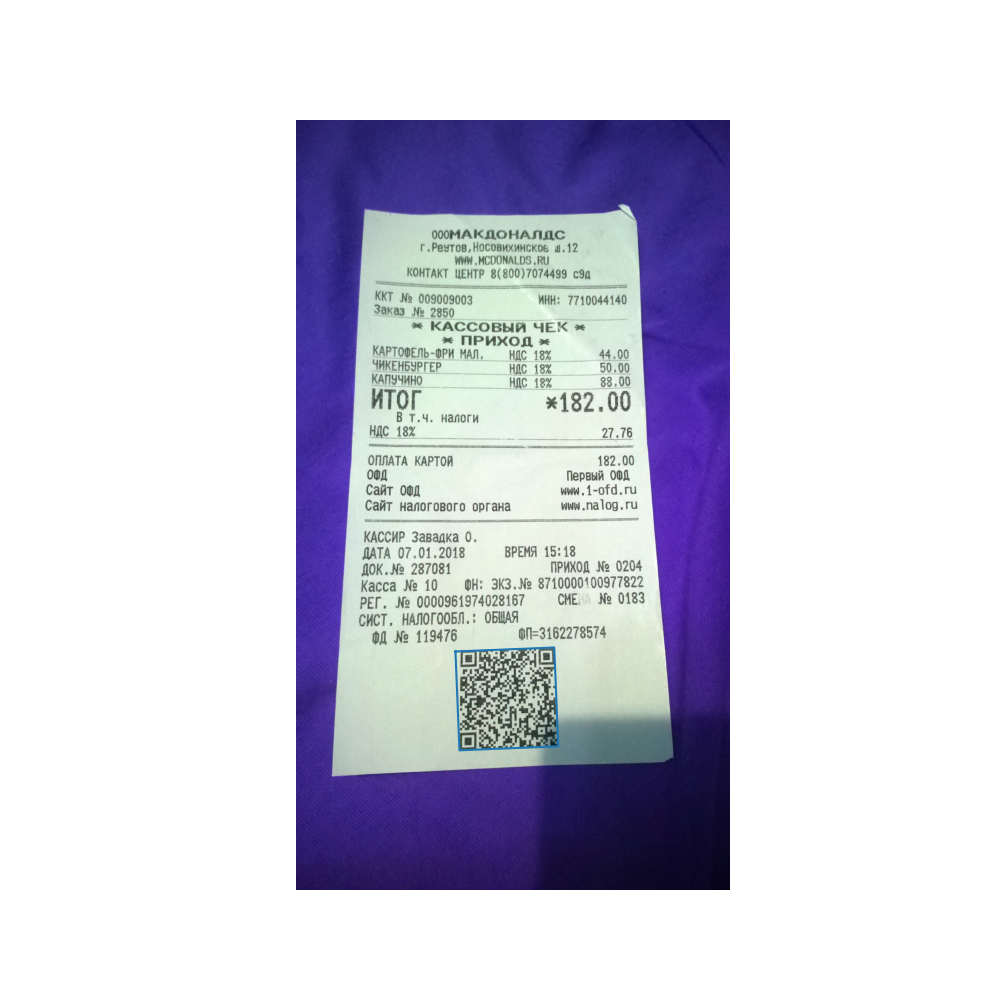 ООО МАКДОНАЛДС
г.Реутов,Носовихинское ш.12
WWW.MCDONALDS.RU
КОНТАКТ ЦЕНТР 8(800)7074499 с9д
ККТ № 009009003 ИНН: 7710044140
Заказ № 2850
* КАССОВЫЙ ЧЕК *
* ПРИХОД *
КАРТОФЕЛЬ-ФРИ МАЛ. НДС 18% 44.00
ЧИКЕНБУРГЕР НДС 18% 50.00
КАПУЧИНО НДС 18% 88.00
ИТОГ *182.00
В т.ч. налоги
НДС 18% 27.76
ОПЛАТА КАРТОЙ 182.00
ОФД Первый ОФД
Сайт ОФД www.1-ofd.ru
Сайт налогового органа www.nalog.ru
КАССИР Завадка О.
ДАТА 07.01.2018 ВРЕМЯ 15:18
ДОК.№ 287081 ПРИХОД № 0204
Касса № 10 ФН: ЭКЗ.№ 8710000100977822
РЕГ. № 0000961974028167 СМЕНА № 0183
СИСТ. НАЛОГООБЛ.: ОБЩАЯ
ФД № 119476 ФП=3162278574